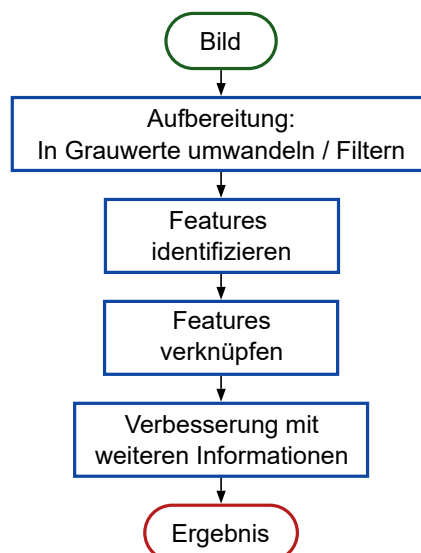 Bild
Aufbereitung:
In Grauwerte umwandeln / Filtern
Features
identifizieren
Features
verknüpfen
Verbesserung mit
weiteren Informationen
Ergebnis